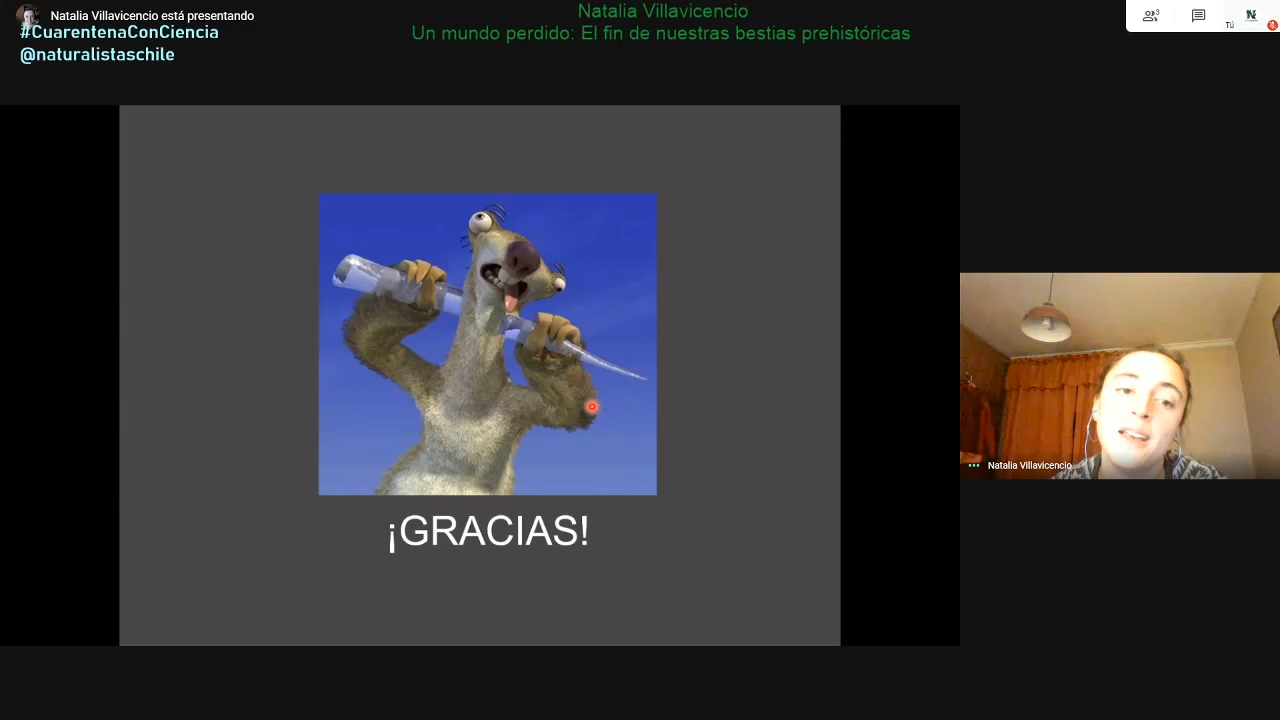 Natalia Villavicencio está presentando
#CuarentenaConCiencia
@naturalistaschile
Natalia Villavicencio
Un mundo perdido: El fin de nuestras bestias prehistóricas
3
Tú
¡GRACIAS!
Natalia Villavicencio